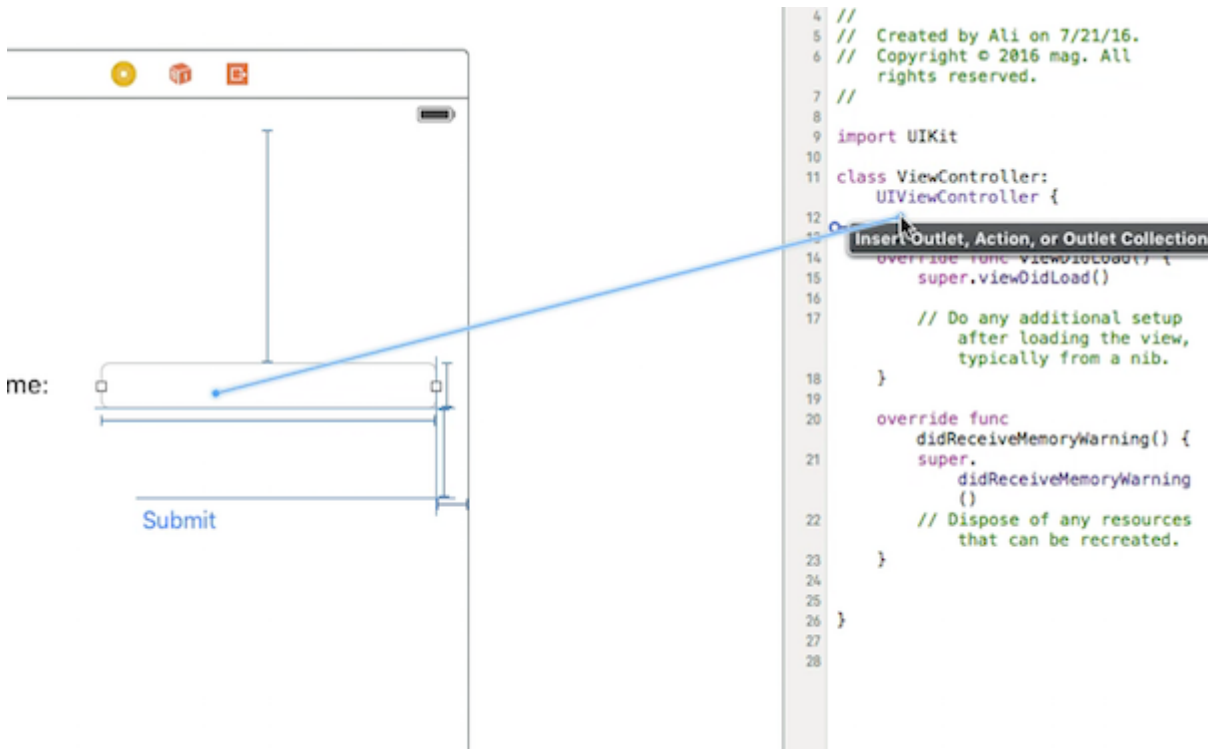 4 //
5 // Created by Ali on 7/21/16.
6 // Copyright © 2016 mag. All
rights reserved.
7 //
8
9 import UIKit
10
11 class ViewController:
UIViewController {
12
13
Insert Outlet, Action, or Outlet Collection
14 override func viewDidLoad() {
15 super.viewDidLoad()
16
17 // Do any additional setup
after loading the view,
typically from a nib.
18 }
19
20 override func
didReceiveMemoryWarning() {
21 super.
didReceiveMemoryWarning
()
22 // Dispose of any resources
that can be recreated.
23 }
24
25
26 }
27
28
me:
Submit